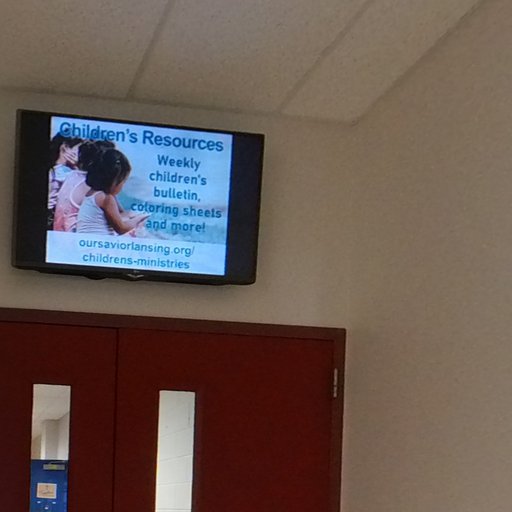 Children's Resources
Weekly
children's
bulletin,
coloring sheets
and more!
oursaviorlansing.org/
childrens-ministries